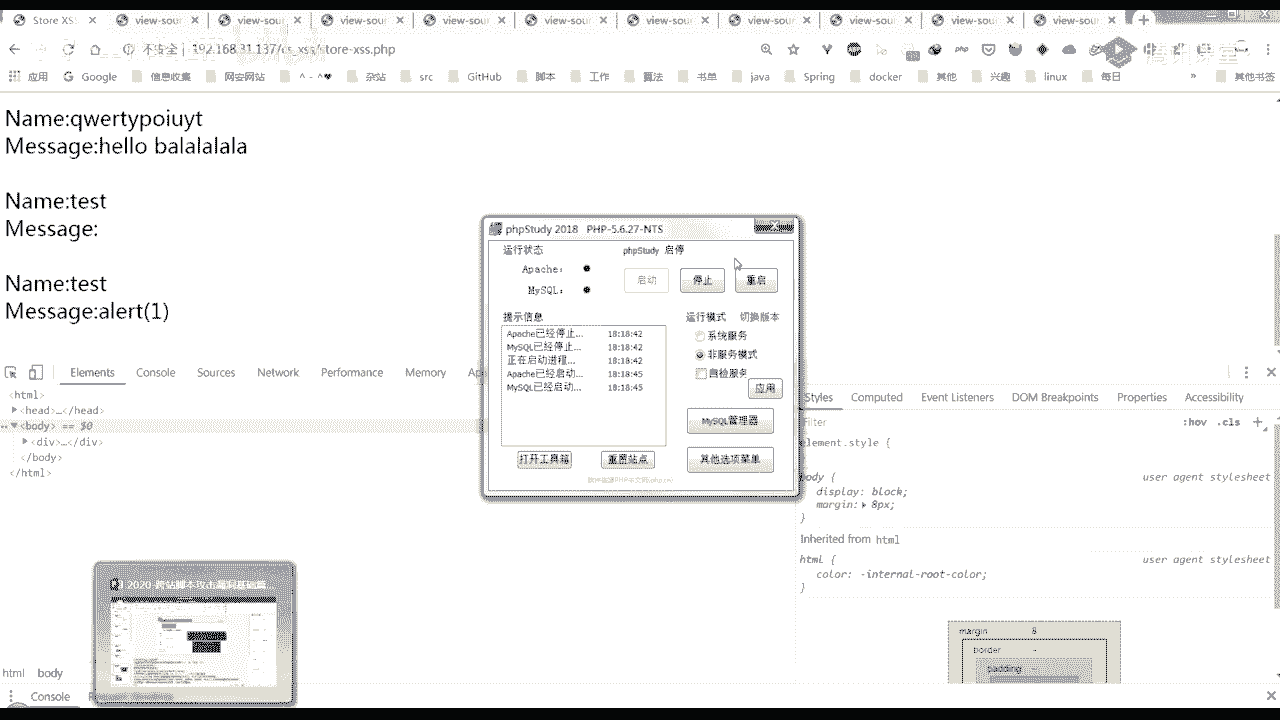 Store XS
view-sour
view-sour
view-sour
view-sour
view-sour
view-sour
view-sour
view-sour
view-sour
view-sour
不安全
192.168.31.137/
xss/store-xss.php
应用
Google
信息收集
网安网站
杂站
src
GitHub
脚本
工作
算法
书单
java
Spring
docker
其他
兴趣
linux
每日
»
其他书签
腾讯课堂
Name:qwertypoiuyt
Message:hello balalalala
Name:test
Message:
Name:test
Message:alert(1)
phpStudy 2018 PHP-5.6.27-NTS
运行状态
phpStudy 启停
Apache:
MySQL:
启动
停止
重启
提示信息
运行模式
切换版本
Apache已经停止... 18:18:42
MySQL已经停止... 18:18:42
正在启动进程... 18:18:42
Apache已经启动... 18:18:45
MySQL已经启动... 18:18:45
系统服务
非服务模式
自检服务
应用
MySQL管理器
打开工具箱
重置站点
其他选项菜单
Elements
Console
Sources
Network
Performance
Memory
Ap
<html>
<head>…</head>
<body> == $0
<div>…</div>
</body>
</html>
Styles
Computed
Event Listeners
DOM Breakpoints
Properties
Accessibility
Filter
:hov .cls +
element.style {
body {
user agent stylesheet
display: block;
margin: 8px;
}
Inherited from html
html {
user agent stylesheet
color: -internal-root-color;
}
margin 8
border
padding
html body
Console